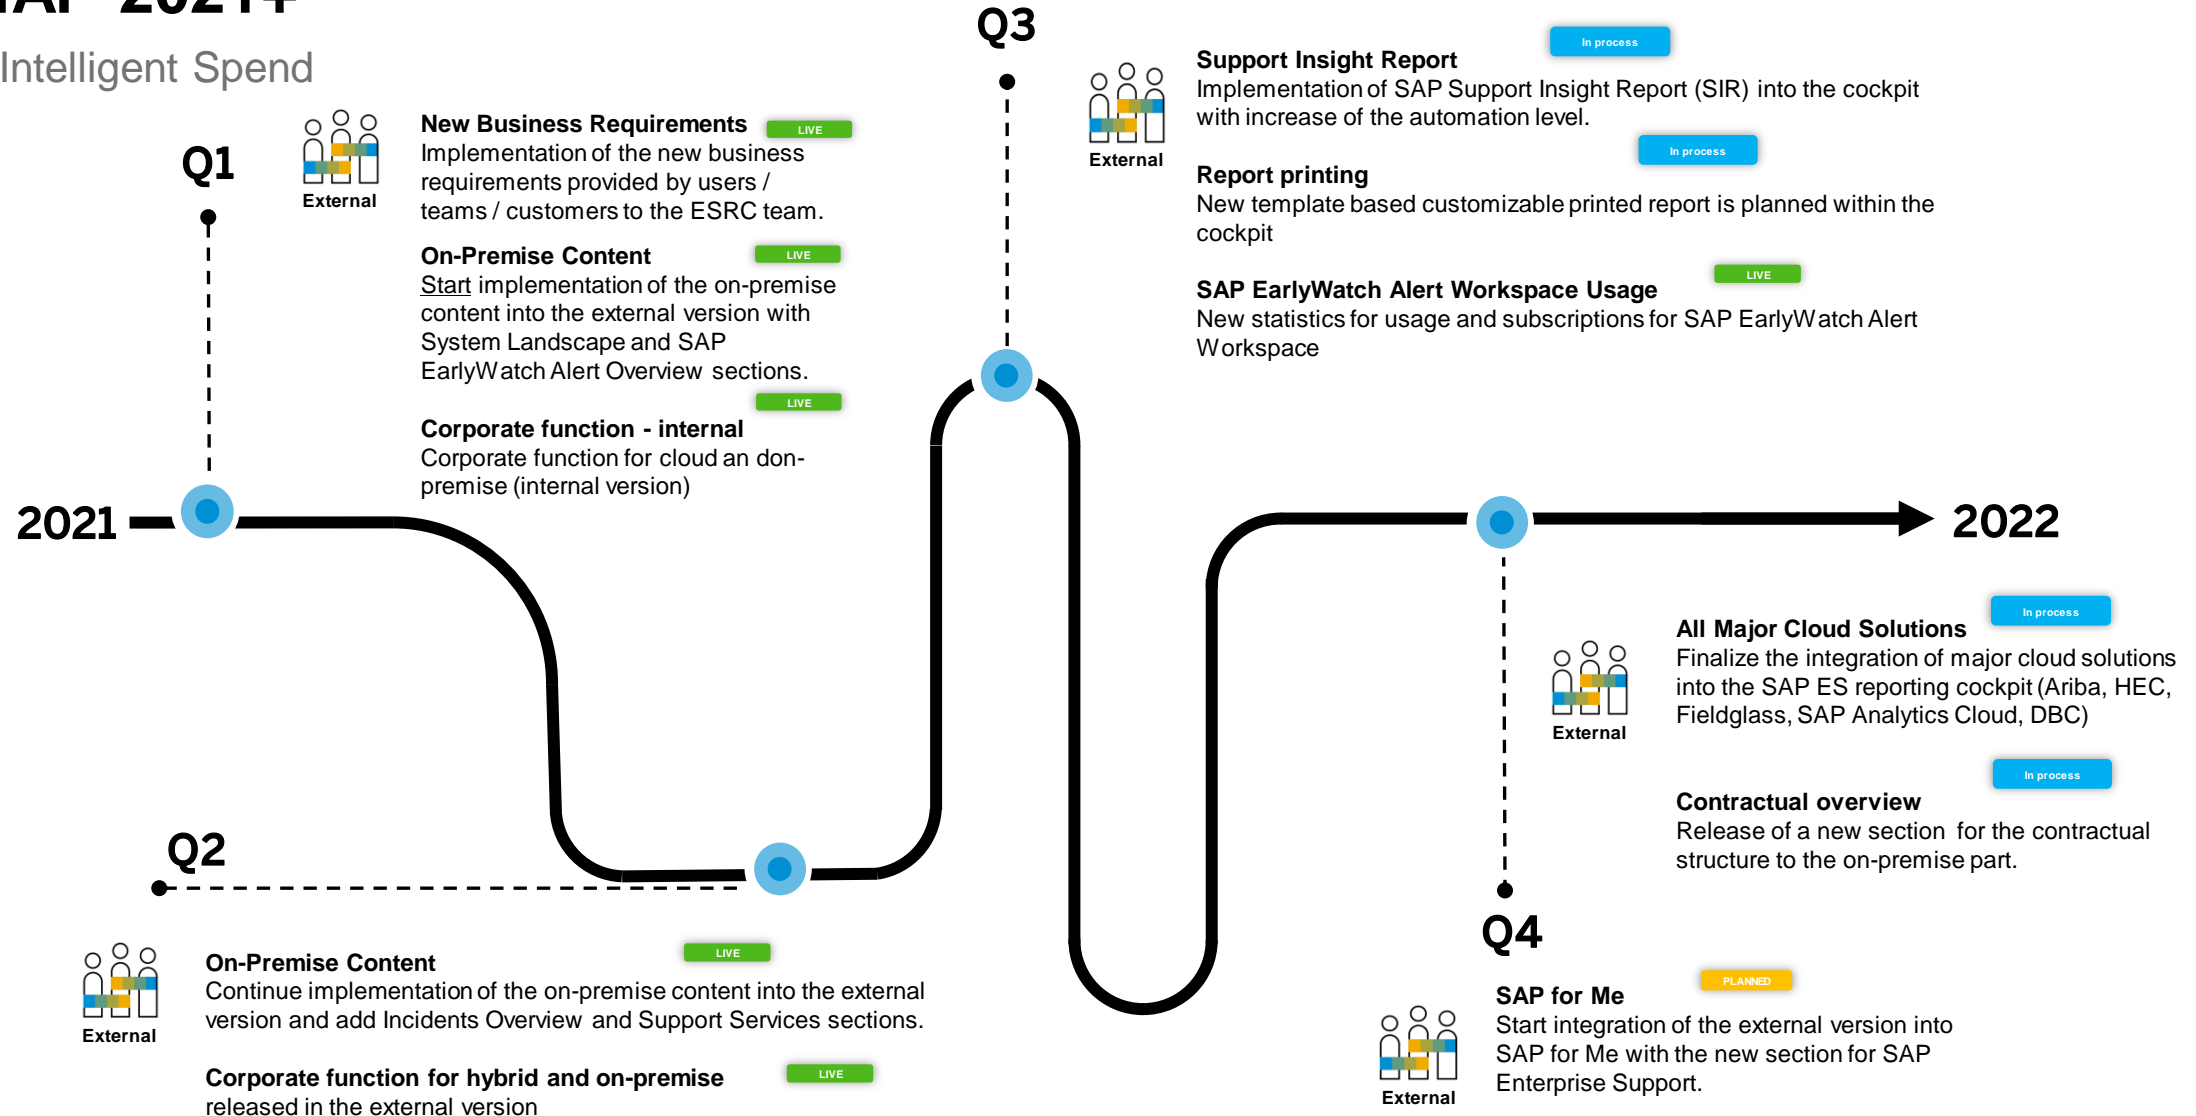 2021+
Intelligent Spend
Q1
External
New Business Requirements
LIVE
Implementation of the new business
requirements provided by users /
teams / customers to the ESRC team.
On-Premise Content
LIVE
Start implementation of the on-premise
content into the external version with
System Landscape and SAP
EarlyWatch Alert Overview sections.
LIVE
Corporate function - internal
Corporate function for cloud an don-
premise (internal version)
2021
Q2
External
On-Premise Content
LIVE
Continue implementation of the on-premise content into the external
version and add Incidents Overview and Support Services sections.
Corporate function for hybrid and on-premise
LIVE
released in the external version
Q3
External
In process
Support Insight Report
Implementation of SAP Support Insight Report (SIR) into the cockpit
with increase of the automation level.
In process
Report printing
New template based customizable printed report is planned within the
cockpit
LIVE
SAP EarlyWatch Alert Workspace Usage
New statistics for usage and subscriptions for SAP EarlyWatch Alert
Workspace
2022
In process
External
All Major Cloud Solutions
Finalize the integration of major cloud solutions
into the SAP ES reporting cockpit (Ariba, HEC,
Fieldglass, SAP Analytics Cloud, DBC)
In process
Contractual overview
Release of a new section for the contractual
structure to the on-premise part.
Q4
External
PLANNED
SAP for Me
Start integration of the external version into
SAP for Me with the new section for SAP
Enterprise Support.